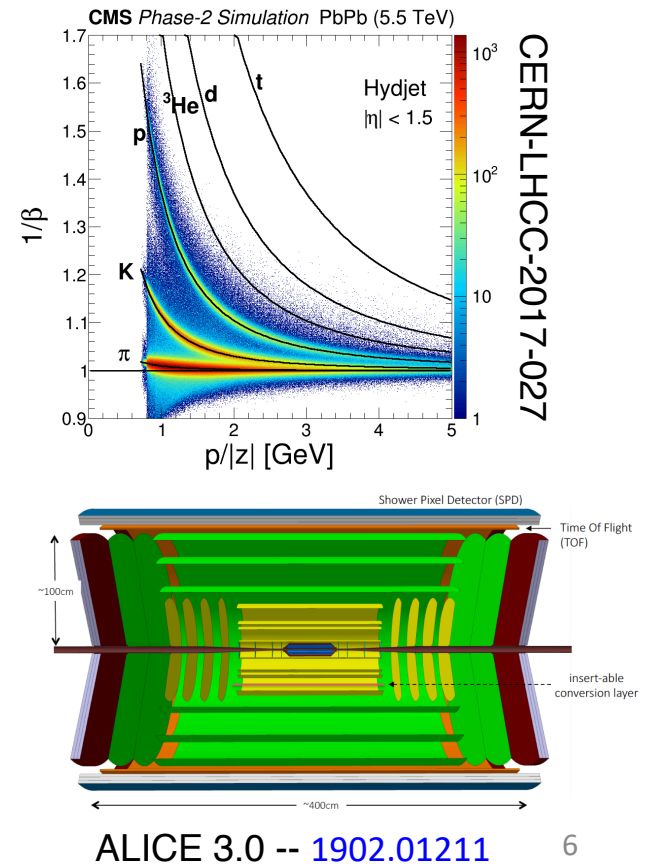 CMS Phase-2 Simulation PbPb (5.5 TeV)
1.7
1.6
1.5
1.4
1.3
1.2
1.1
1
0.9
1/β
p
³He
d
t
K
π
Hydjet
|η| < 1.5
10³
10²
10
1
0 1 2 3 4 5
p/|z| [GeV]
CERN-LHCC-2017-027
Shower Pixel Detector (SPD)
Time Of Flight
(TOF)
~100cm
insert-able
conversion layer
~400cm
ALICE 3.0 -- 1902.01211
6